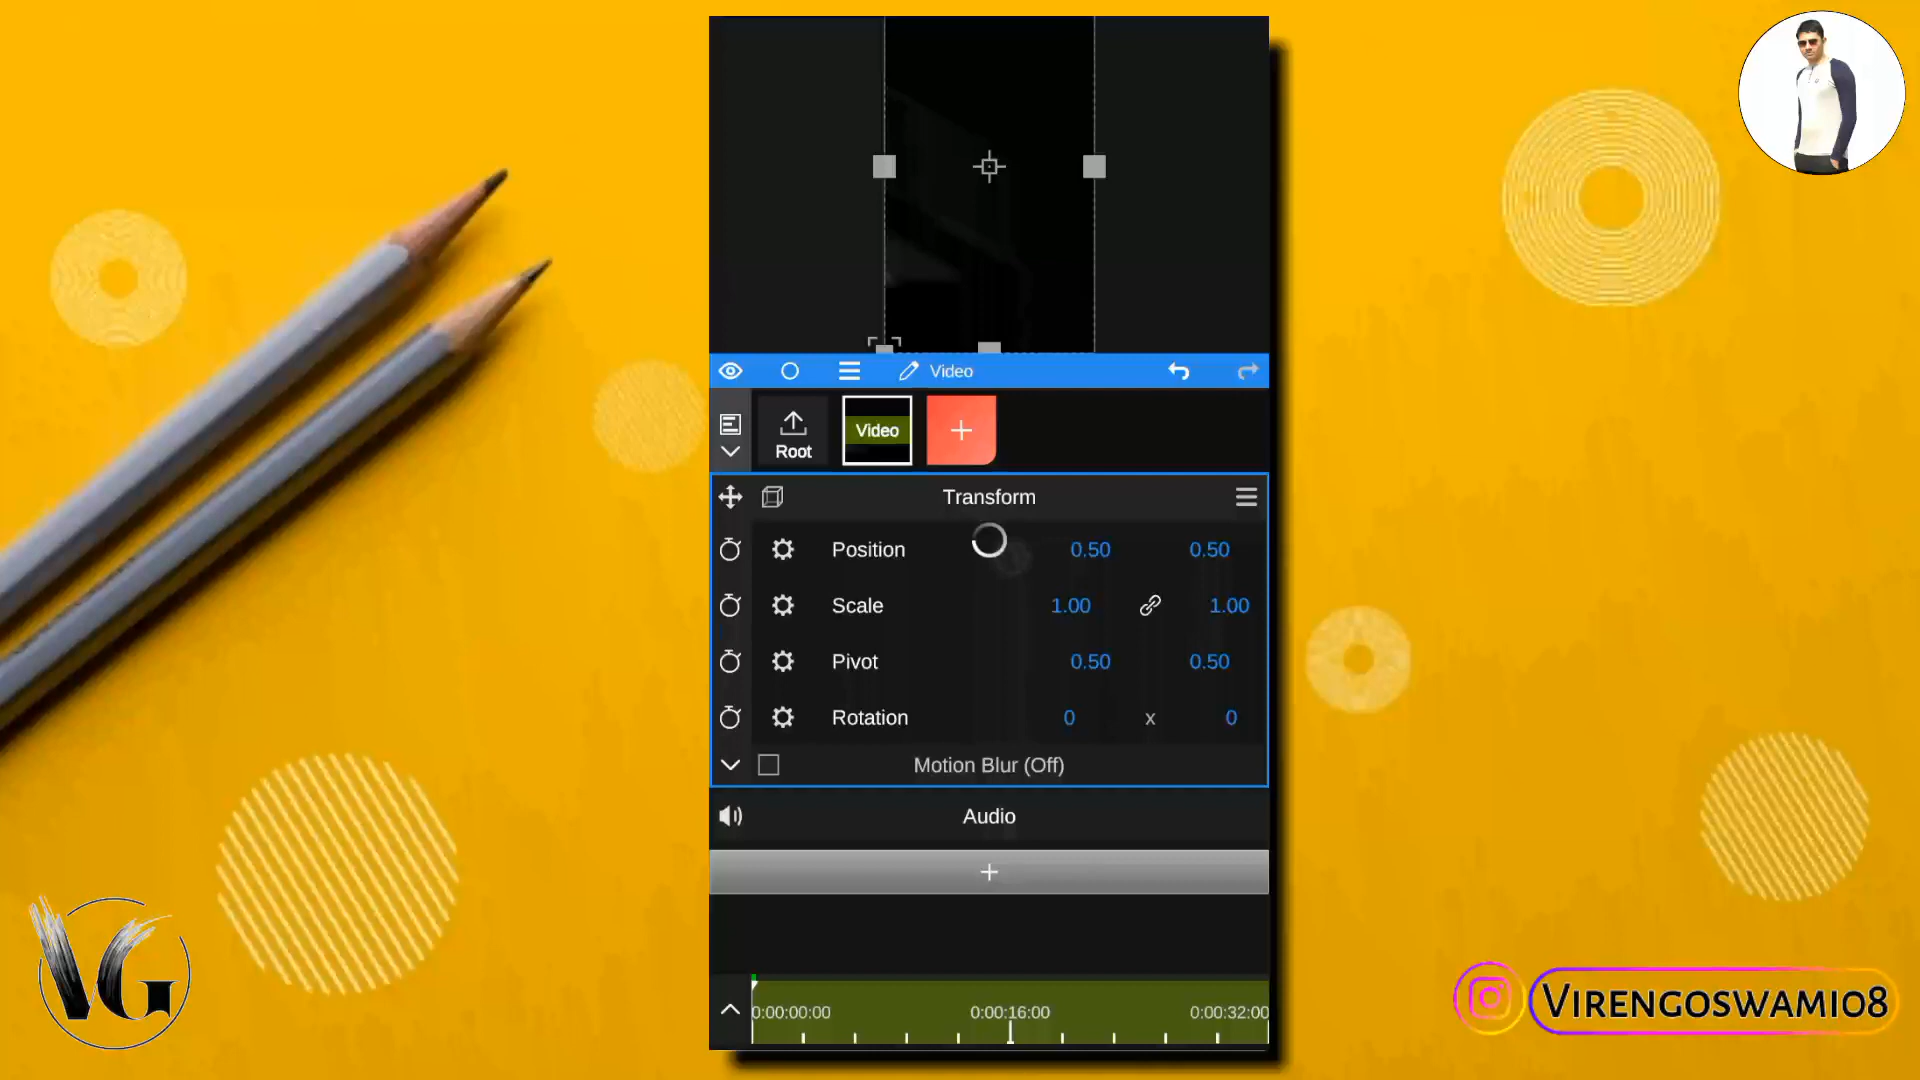 Video
Root
Video
Transform
Position 0.50 0.50
Scale 1.00 1.00
Pivot 0.50 0.50
Rotation 0 x 0
Motion Blur (Off)
Audio
0:00:00:00 0:00:16:00 0:00:32:00
VG
VIRENGOSWAMI08